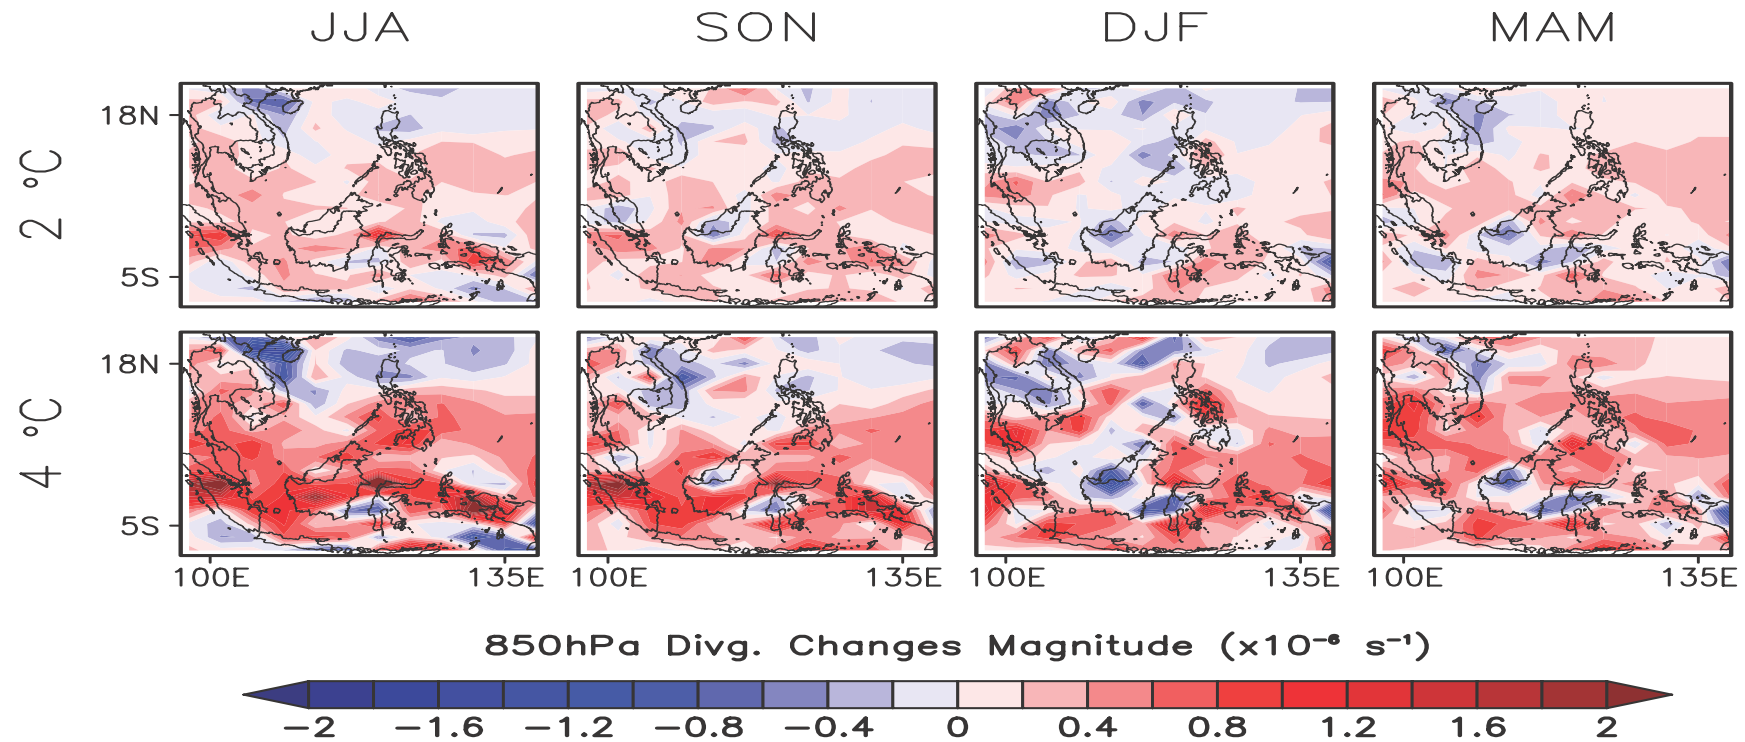 JJA SON DJF MAM
2 °C
18N
5S
4 °C
18N
5S
100E 135E 100E 135E 100E 135E 100E 135E
850hPa Divg. Changes Magnitude (x10⁻⁶ s⁻¹)
−2 −1.6 −1.2 −0.8 −0.4 0 0.4 0.8 1.2 1.6 2